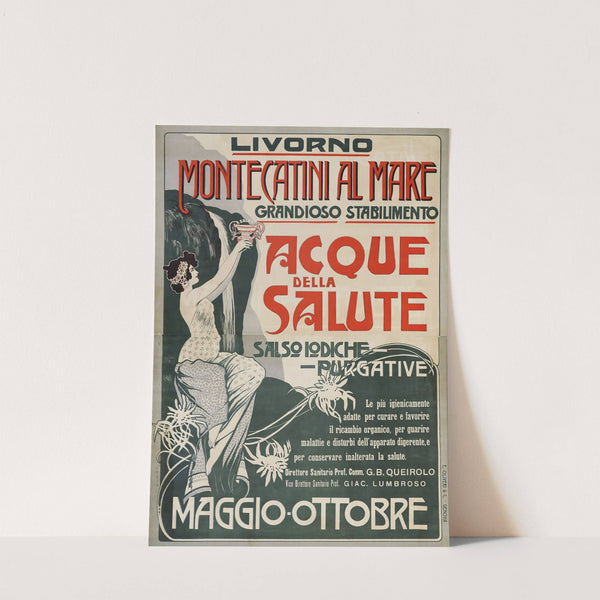 LIVORNO
MONTECATINI AL MARE
GRANDIOSO STABILIMENTO
ACQUE
DELLA
SALUTE
SALSO IODICHE —
— PURGATIVE
Le più igienicamente
adatte per curare e favorire
il ricambio organico, per guarire
malattie e disturbi dell'apparato digerente, e
per conservare inalterata la salute.
Direttore Sanitario Prof. Comm. G.B. QUEIROLO
Vice Direttore Sanitario Prof. GIAC. LUMBROSO
MAGGIO-OTTOBRE